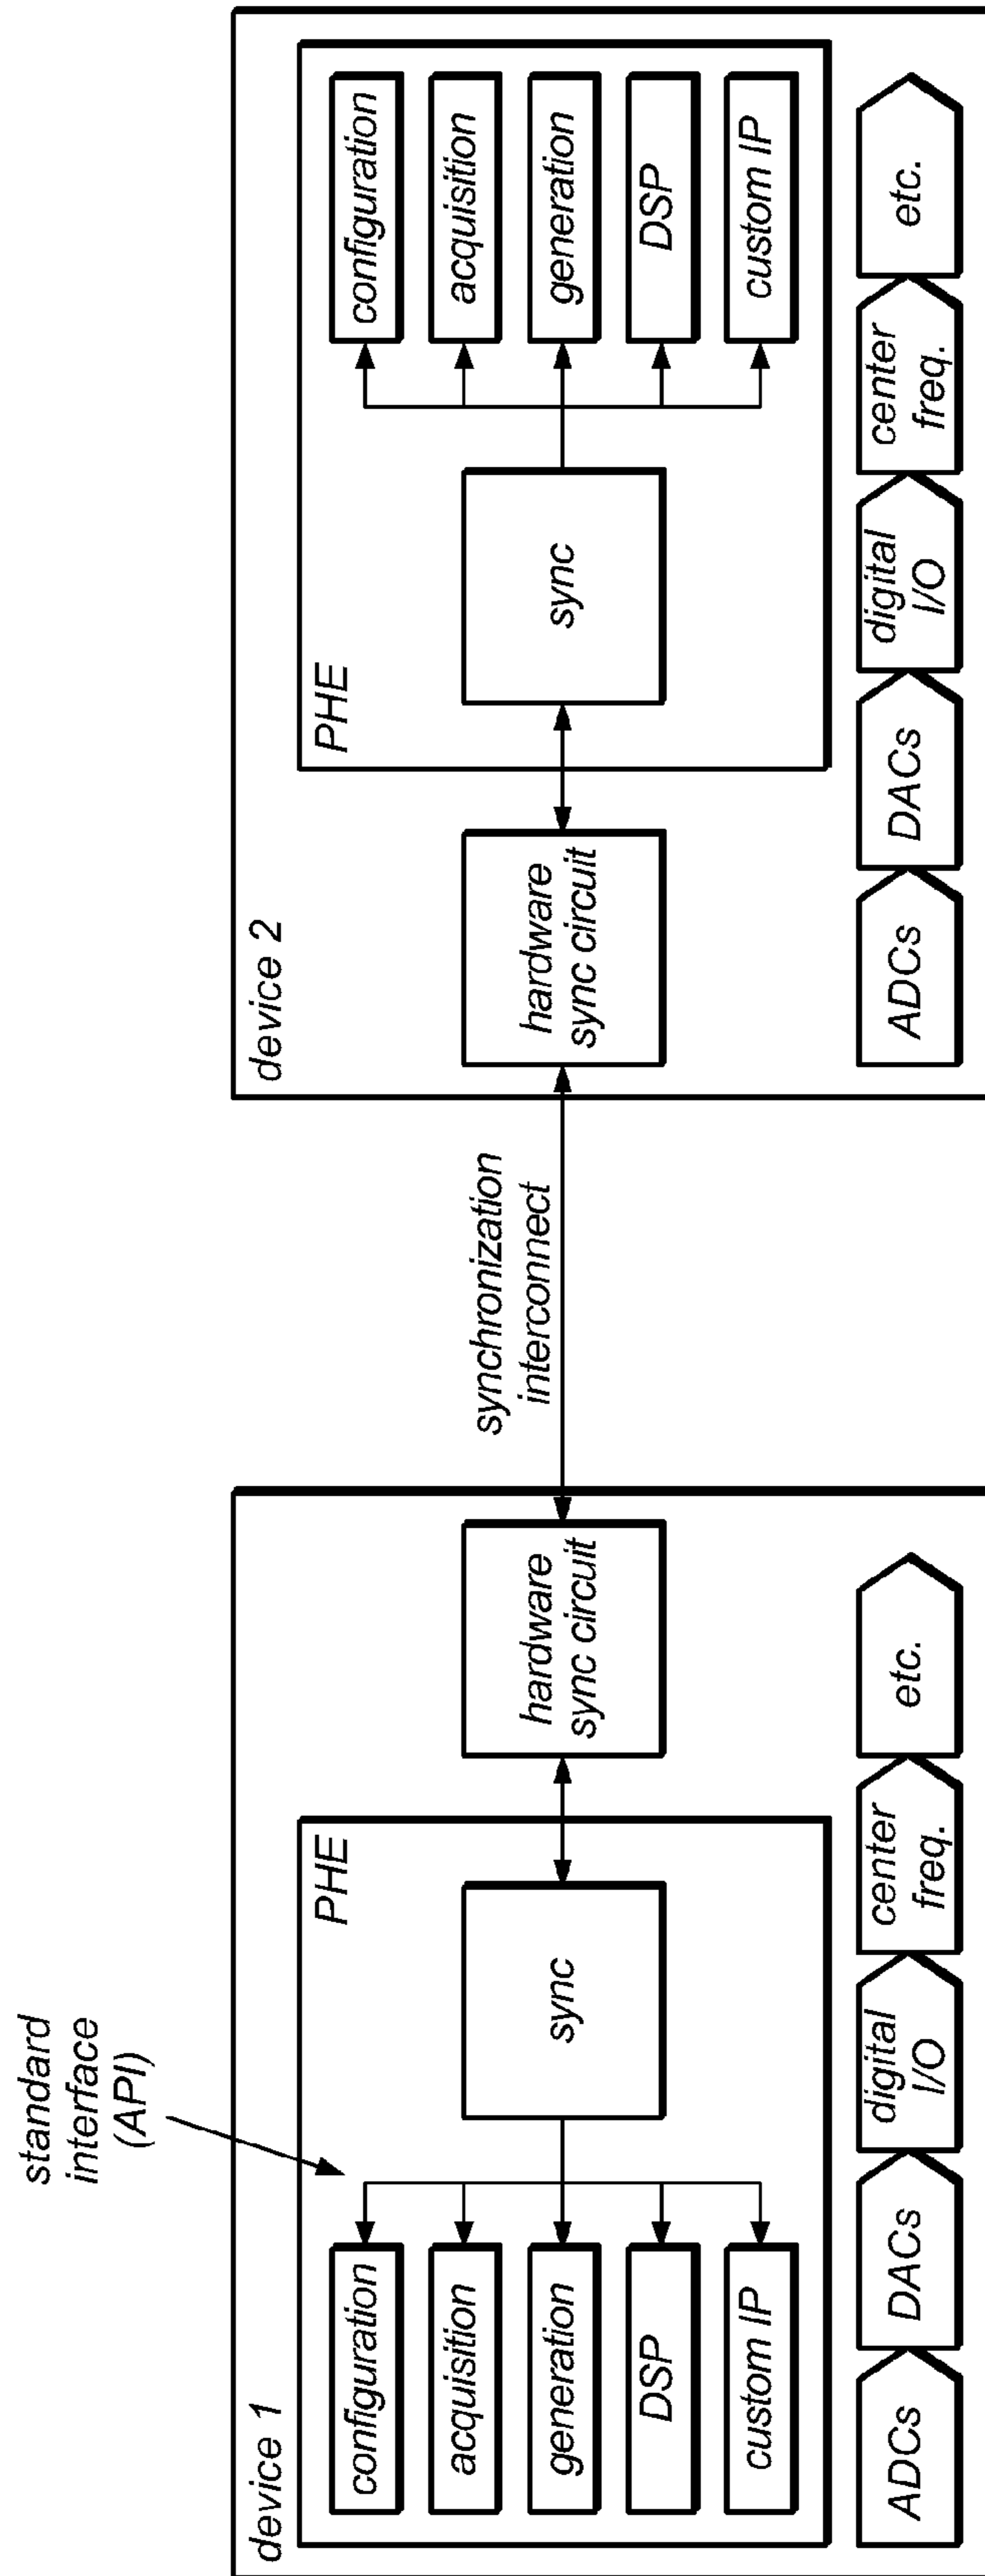 standard
interface
(API)
device 1
PHE
configuration
acquisition
generation
DSP
custom IP
sync
hardware
sync circuit
ADCs
DACs
digital
I/O
center
freq.
etc.
synchronization
interconnect
device 2
hardware
sync circuit
PHE
sync
configuration
acquisition
generation
DSP
custom IP
ADCs
DACs
digital
I/O
center
freq.
etc.